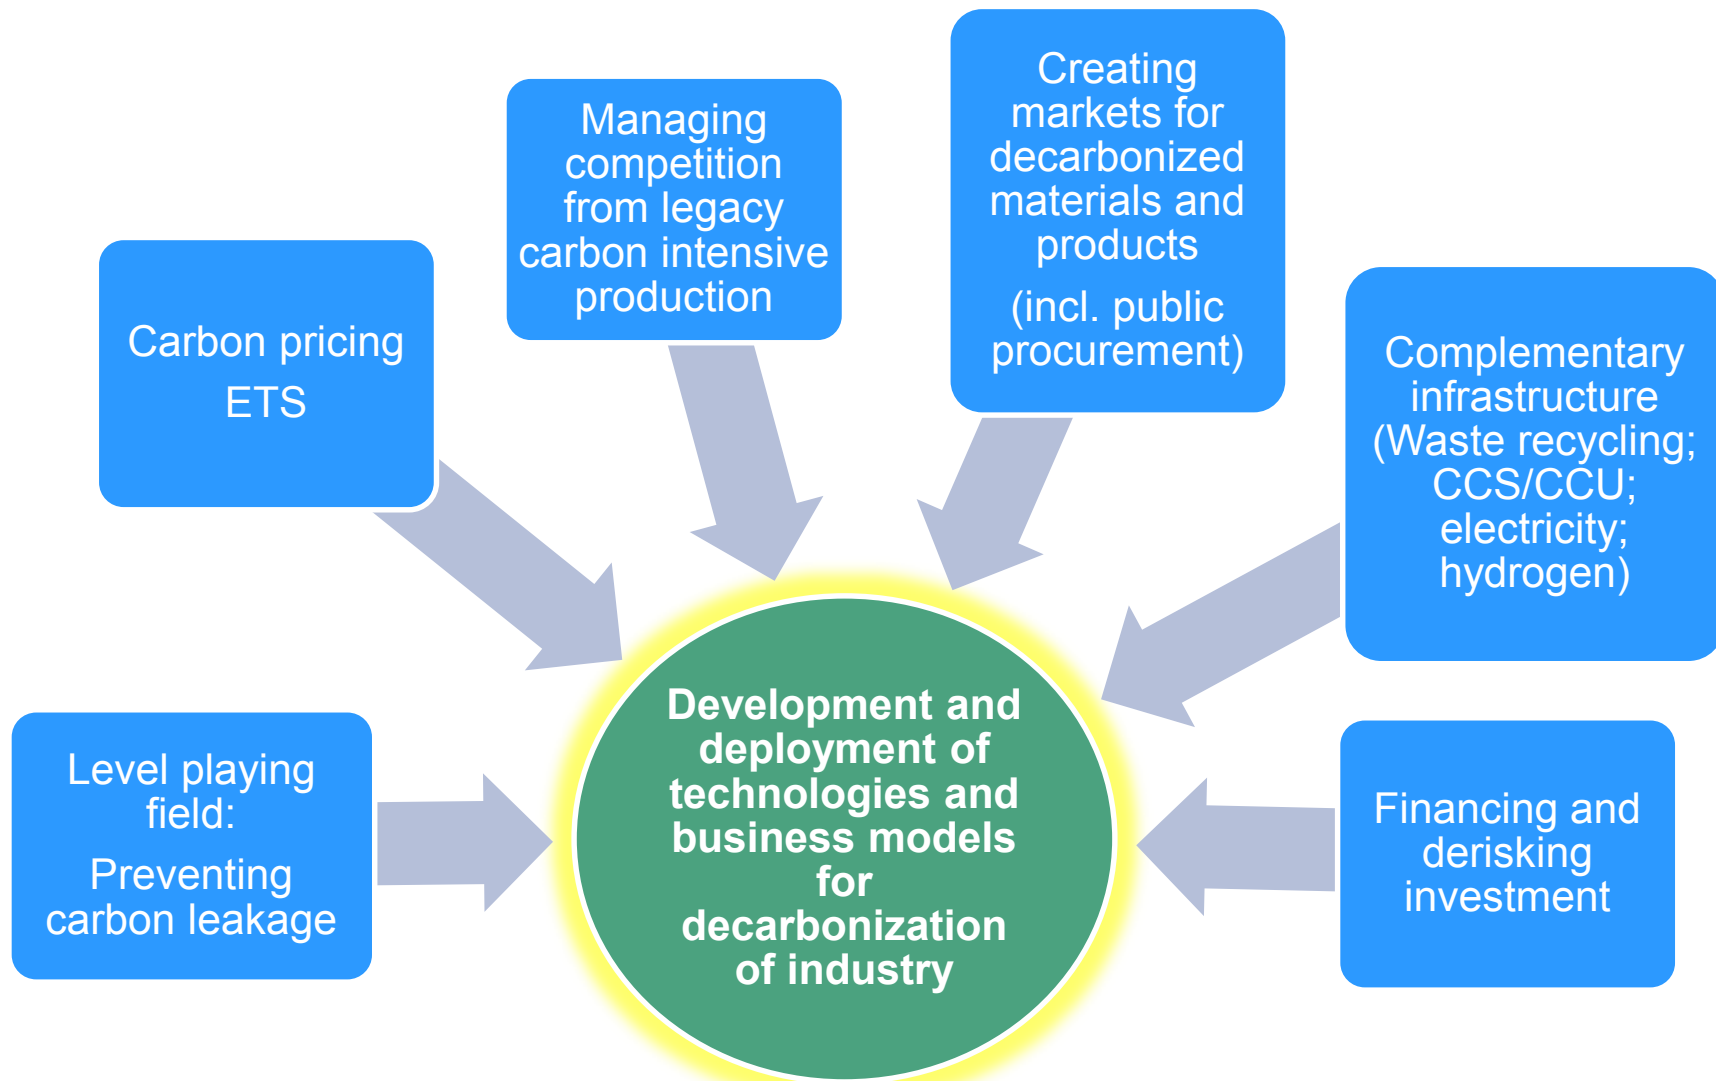 Creating
markets for
decarbonized
materials and
products
(incl. public
procurement)
Managing
competition
from legacy
carbon intensive
production
Carbon pricing
ETS
Complementary
infrastructure
(Waste recycling;
CCS/CCU;
electricity;
hydrogen)
Level playing
field:
Preventing
carbon leakage
Development and
deployment of
technologies and
business models
for
decarbonization
of industry
Financing and
derisking
investment